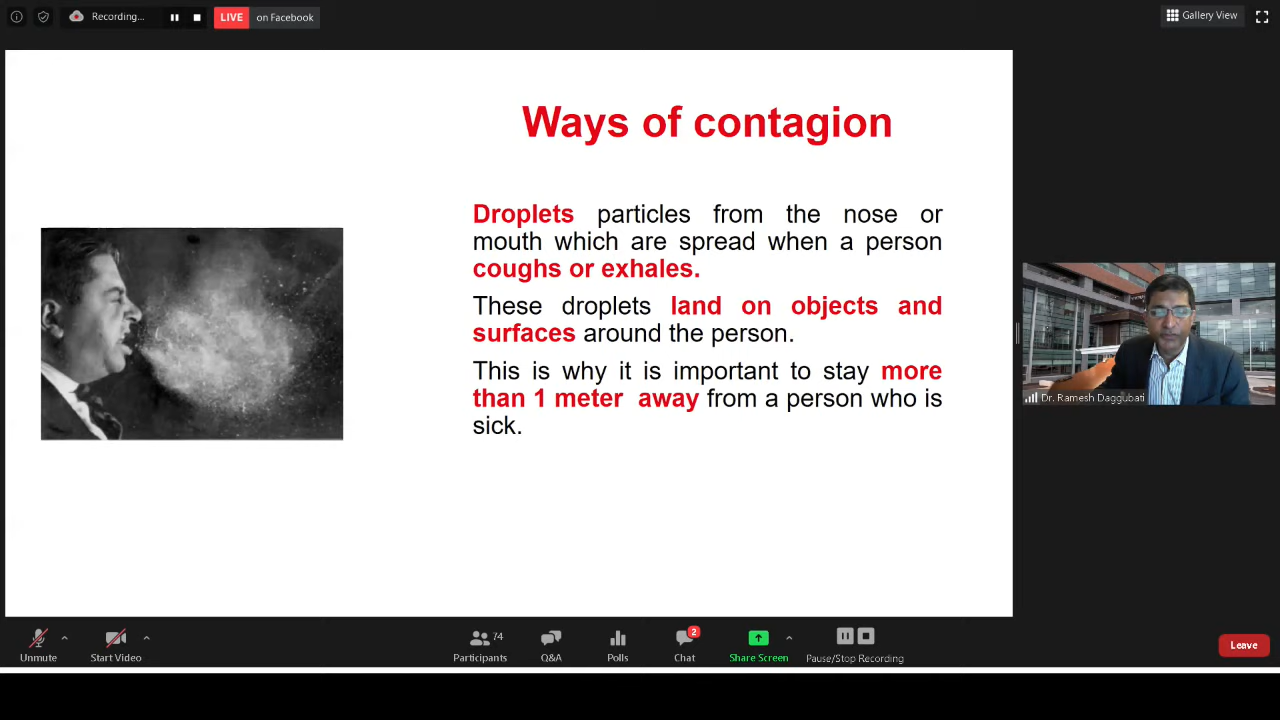 Recording...
LIVE on Facebook
Gallery View
Ways of contagion
Droplets particles from the nose or
mouth which are spread when a person
coughs or exhales.
These droplets land on objects and
surfaces around the person.
This is why it is important to stay more
than 1 meter away from a person who is
sick.
Dr. Ramesh Daggubati
Unmute
Start Video
74
Participants
Q&A
Polls
2
Chat
Share Screen
Pause/Stop Recording
Leave